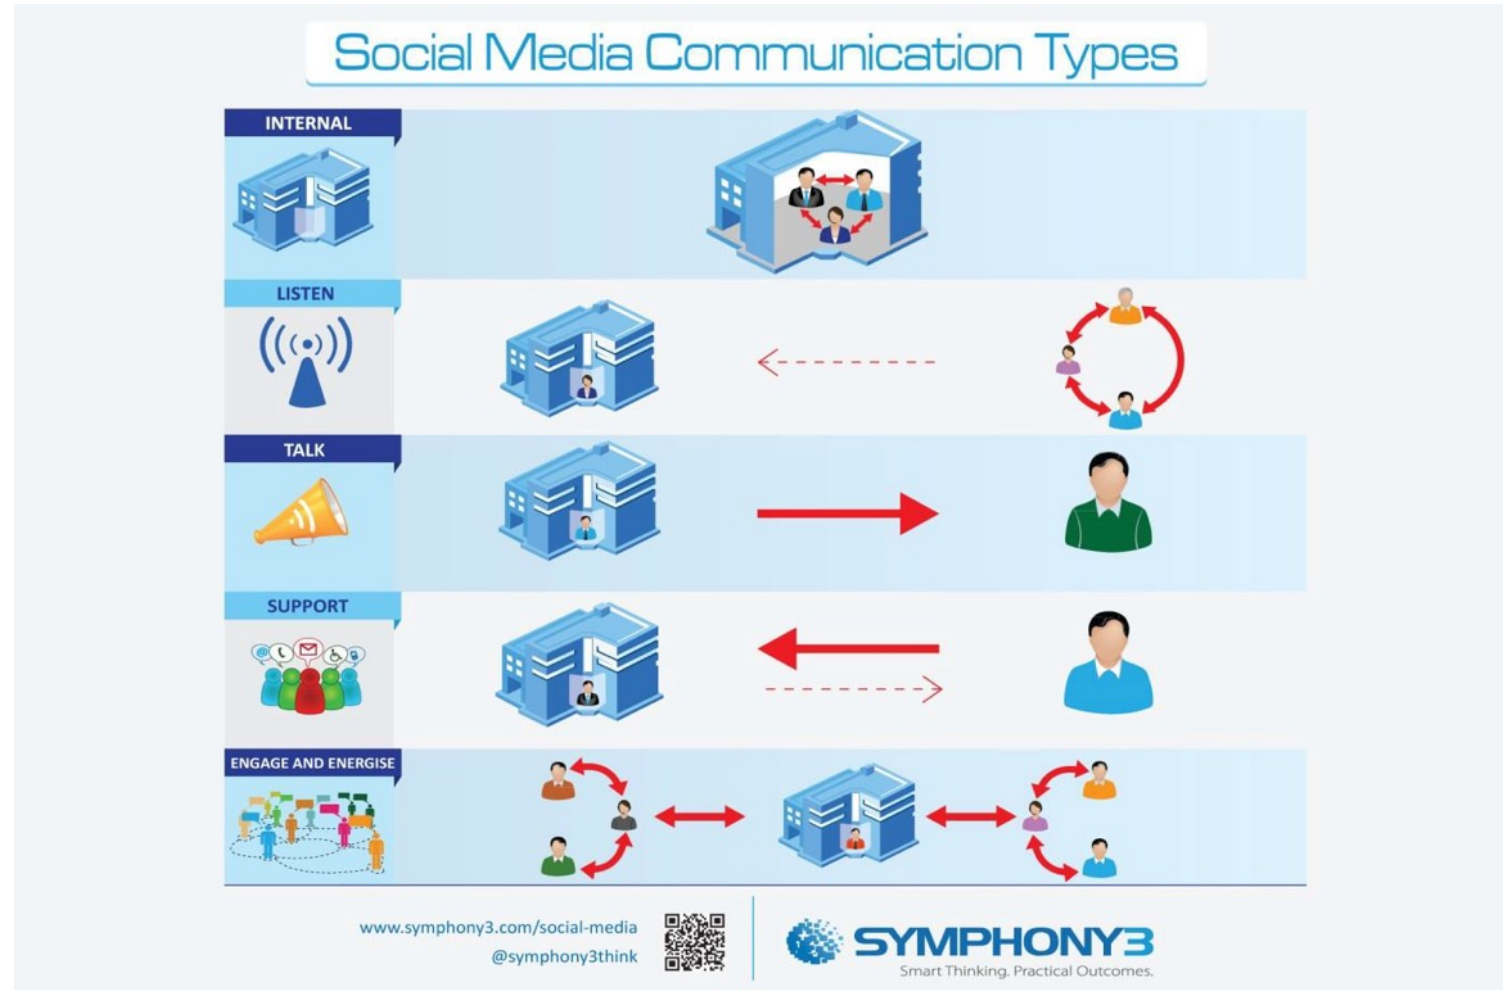 Social Media Communication Types
INTERNAL
LISTEN
TALK
SUPPORT
@
ENGAGE AND ENERGISE
www.symphony3.com/social-media
@symphony3think
SYMPHONY3
Smart Thinking. Practical Outcomes.